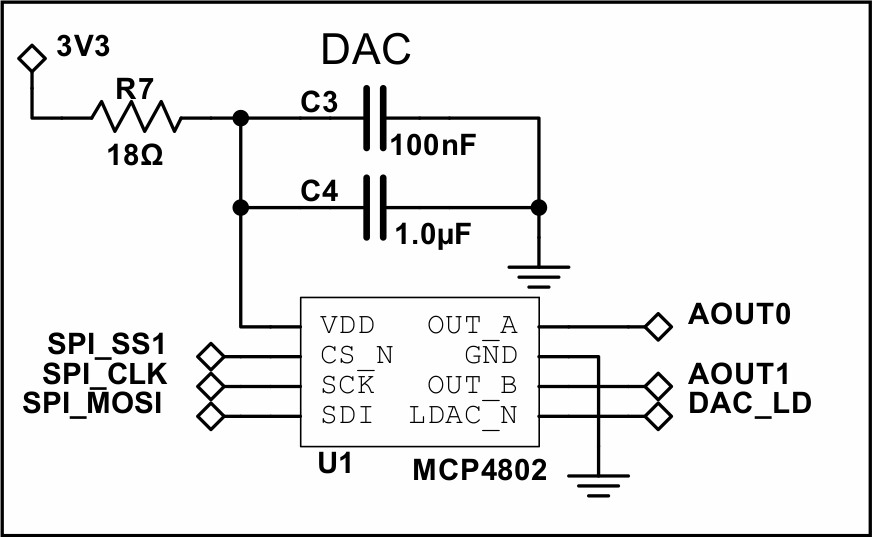 3V3
DAC
R7
C3
18Ω
100nF
C4
1.0µF
VDD OUT_A
AOUT0
SPI_SS1
CS_N GND
SPI_CLK
SCK OUT_B
AOUT1
SPI_MOSI
SDI LDAC_N
DAC_LD
U1
MCP4802